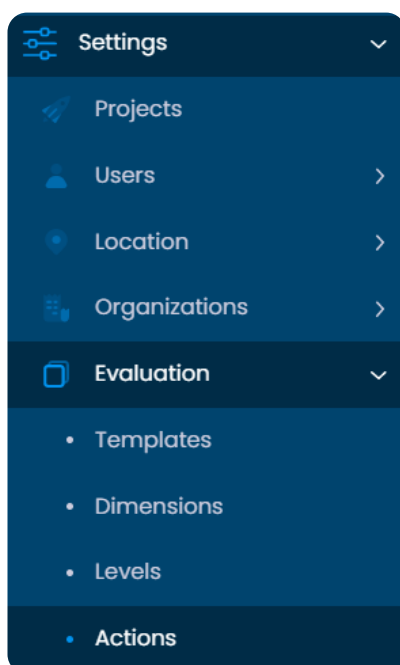 Settings
Projects
Users
Location
Organizations
Evaluation
Templates
Dimensions
Levels
Actions